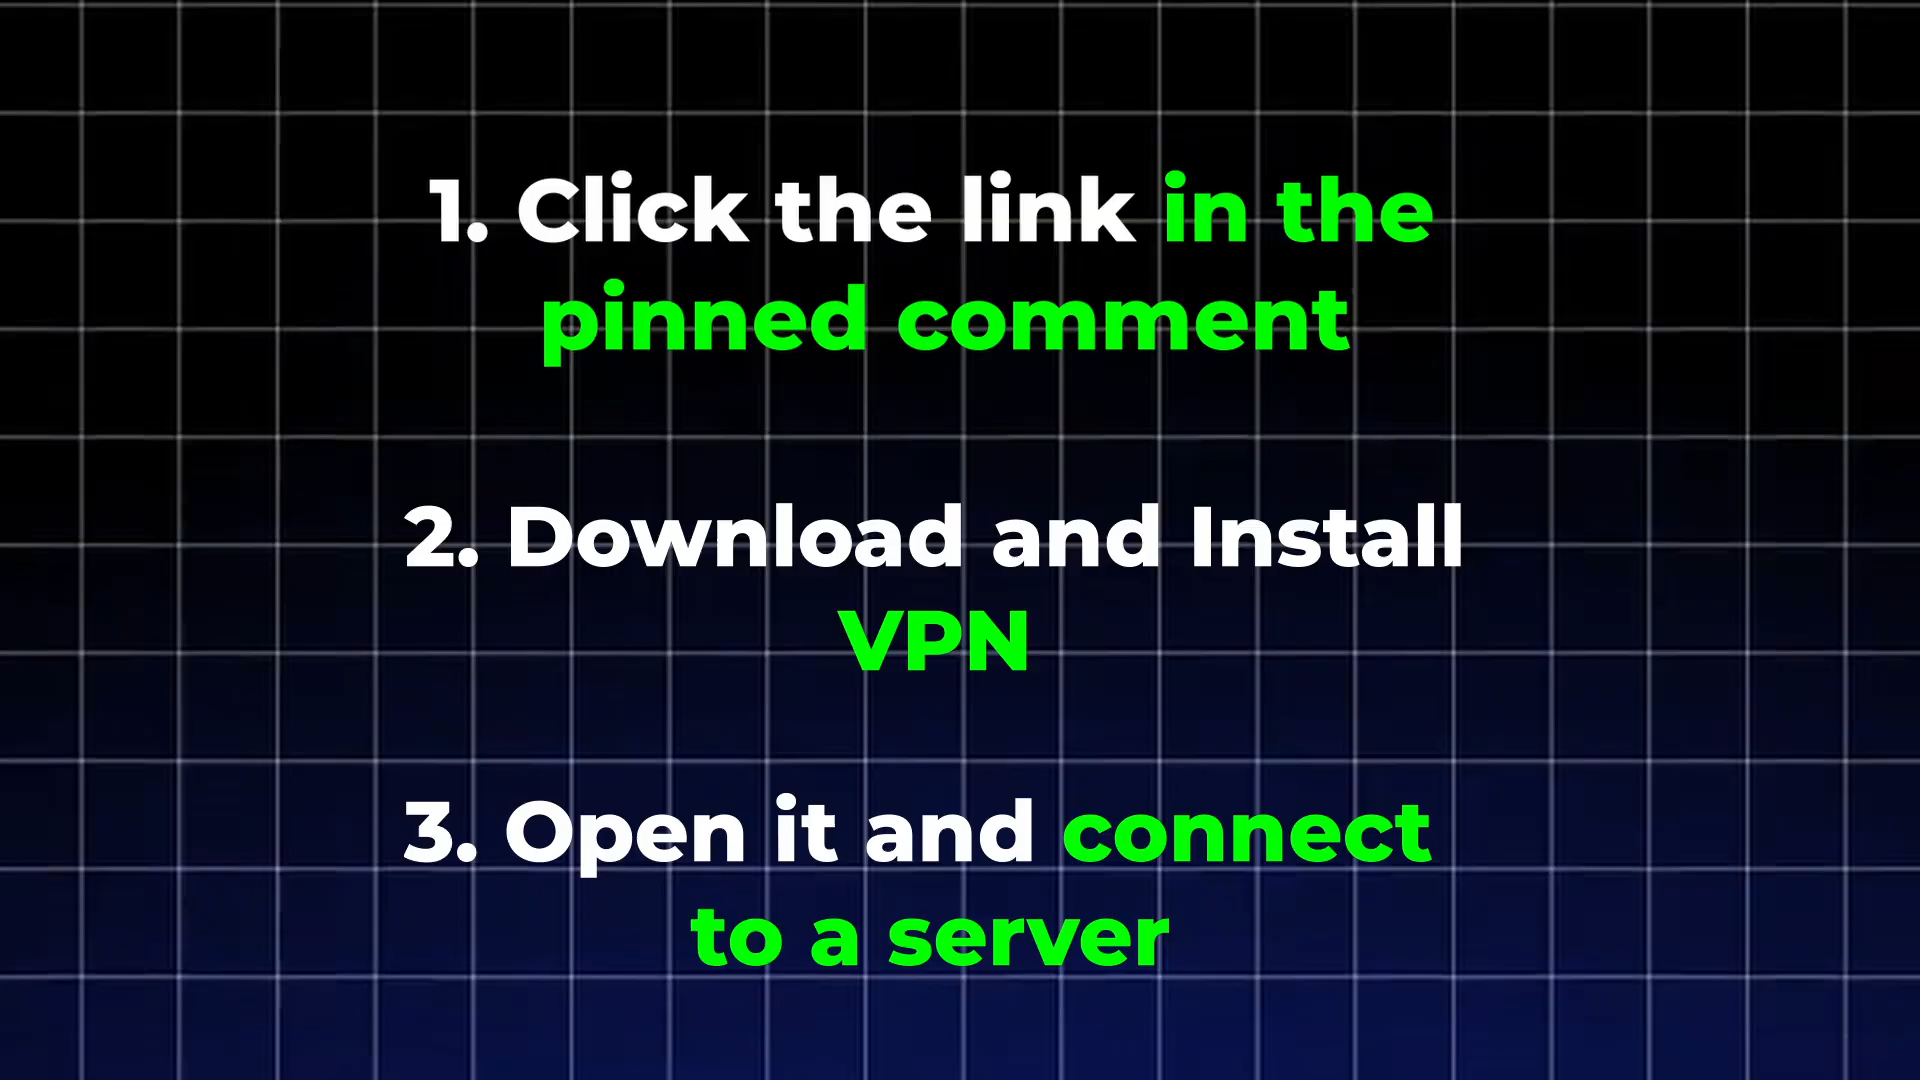 1. Click the link in the
pinned comment
2. Download and Install
VPN
3. Open it and connect
to a server